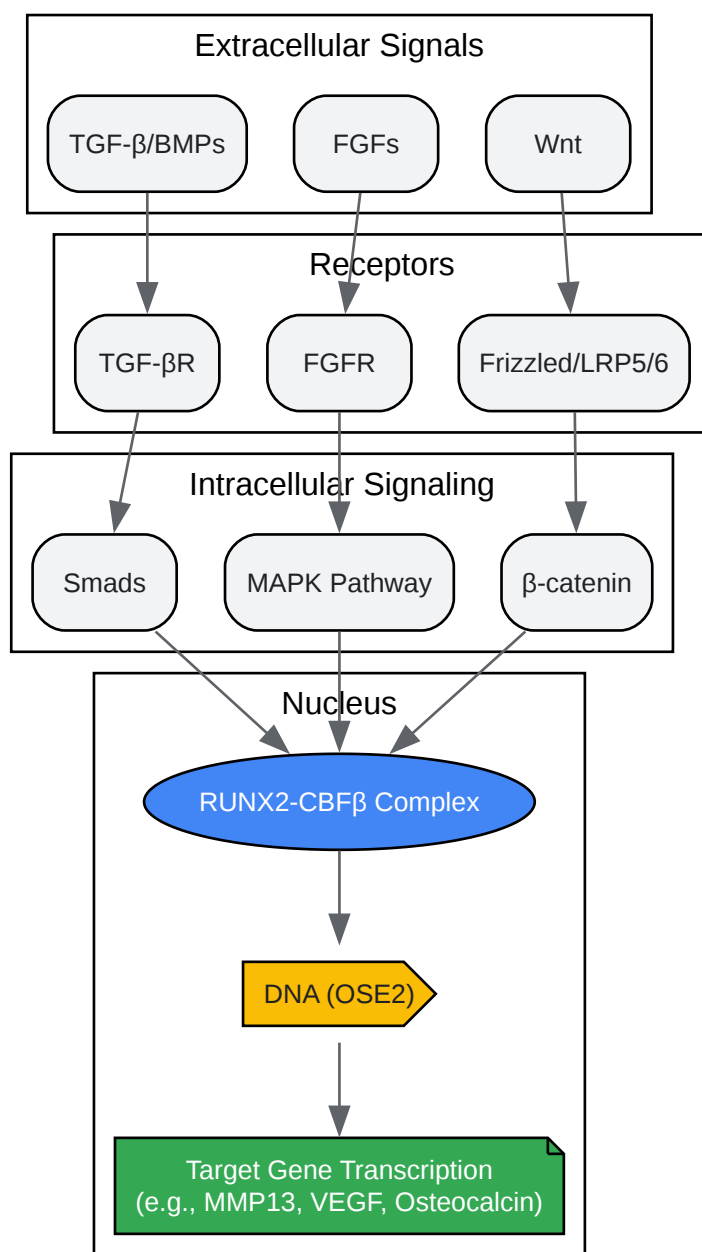 Extracellular Signals
TGF-β/BMPs
FGFs
Wnt
Receptors
TGF-βR
FGFR
Frizzled/LRP5/6
Intracellular Signaling
Smads
MAPK Pathway
β-catenin
Nucleus
RUNX2-CBFβ Complex
DNA (OSE2)
Target Gene Transcription
(e.g., MMP13, VEGF, Osteocalcin)